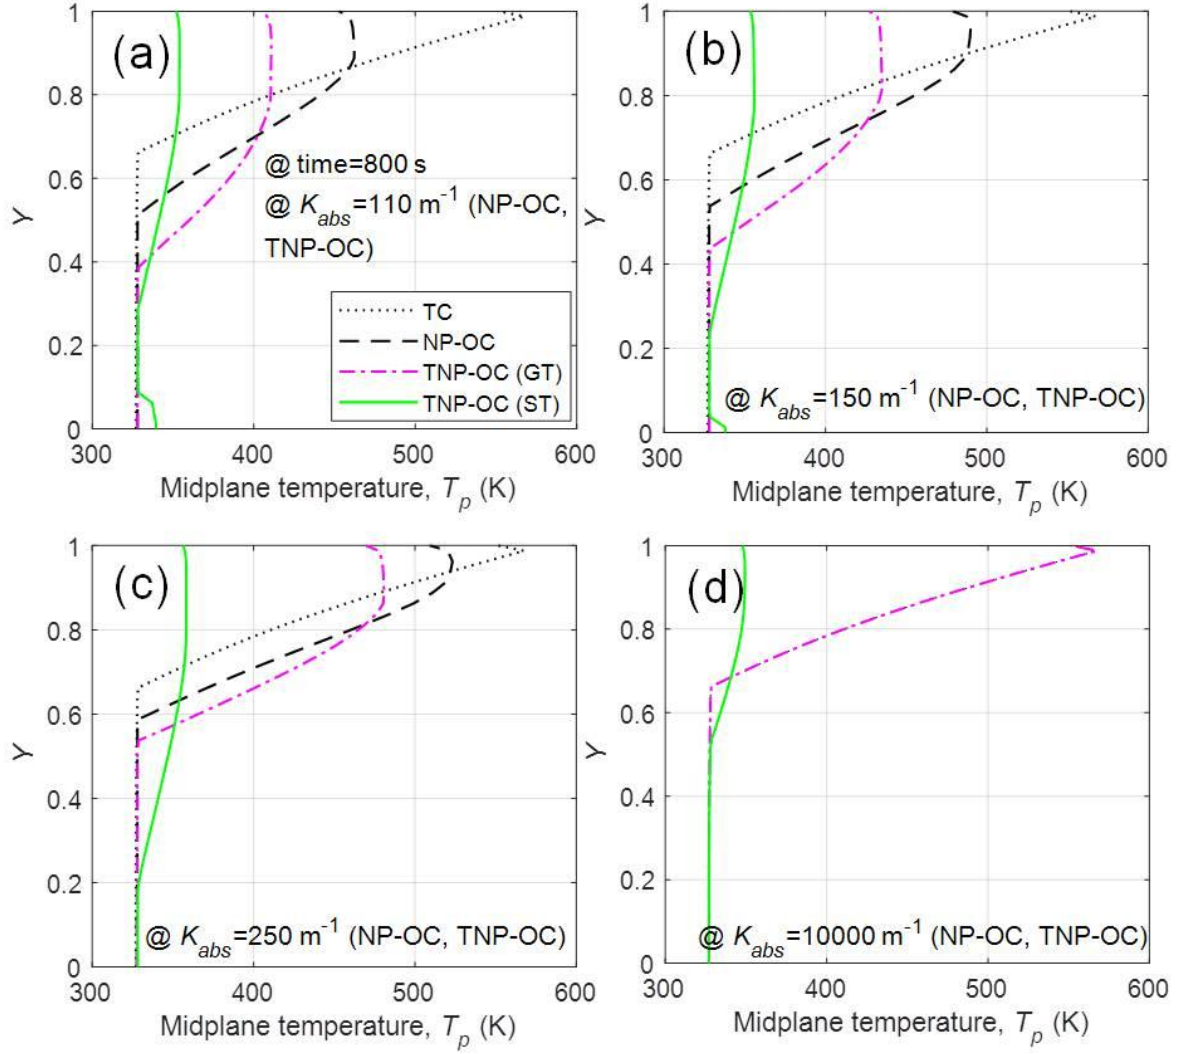 (a)
@ time=800 s
@ K_abs=110 m^-1 (NP-OC,
TNP-OC)
TC
NP-OC
TNP-OC (GT)
TNP-OC (ST)
1
0.8
0.6
0.4
0.2
0
Y
300 400 500 600
Midplane temperature, T_p (K)
(b)
@ K_abs=150 m^-1 (NP-OC, TNP-OC)
1
0.8
0.6
0.4
0.2
0
Y
300 400 500 600
Midplane temperature, T_p (K)
(c)
@ K_abs=250 m^-1 (NP-OC, TNP-OC)
1
0.8
0.6
0.4
0.2
0
Y
300 400 500 600
Midplane temperature, T_p (K)
(d)
@ K_abs=10000 m^-1 (NP-OC, TNP-OC)
1
0.8
0.6
0.4
0.2
0
Y
300 400 500 600
Midplane temperature, T_p (K)